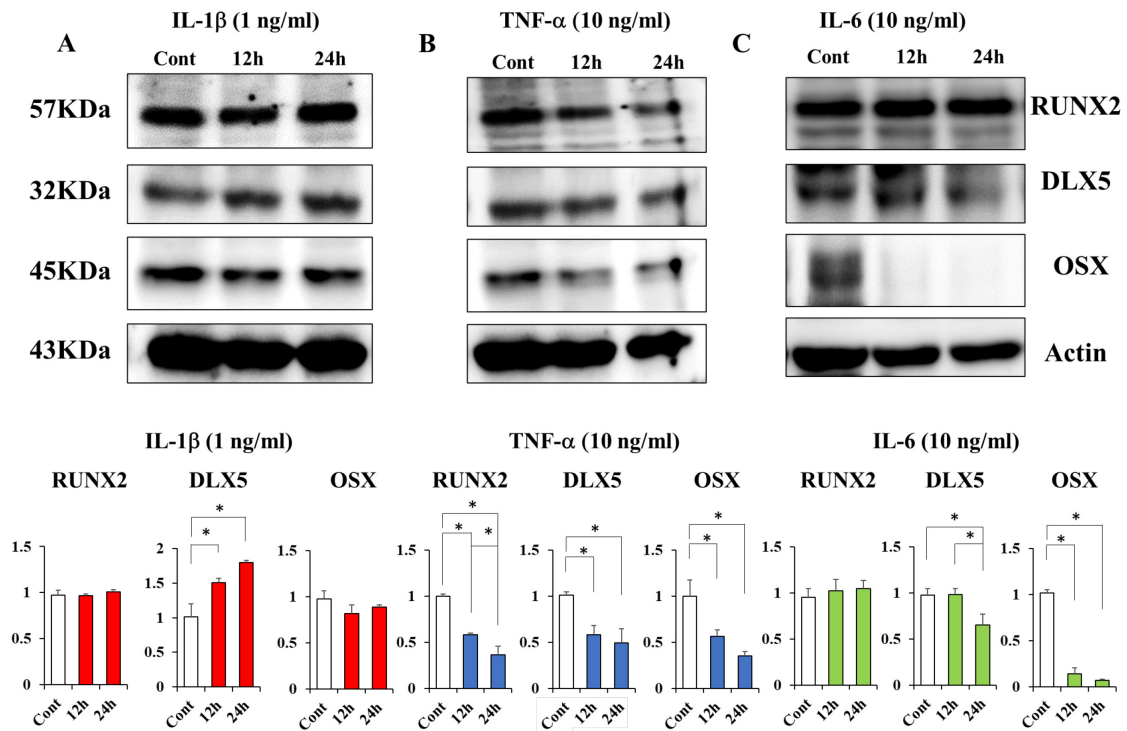 IL-1β (1 ng/ml)
TNF-α (10 ng/ml)
IL-6 (10 ng/ml)
A
B
C
Cont 12h 24h
Cont 12h 24h
Cont 12h 24h
57KDa
RUNX2
32KDa
DLX5
45KDa
OSX
43KDa
Actin
IL-1β (1 ng/ml)
TNF-α (10 ng/ml)
IL-6 (10 ng/ml)
RUNX2
DLX5
OSX
RUNX2
DLX5
OSX
RUNX2
DLX5
OSX
1.5
1
0.5
0
Cont 12h 24h
*
*
2
1.5
1
0.5
0
Cont 12h 24h
1.5
1
0.5
0
Cont 12h 24h
*
* *
1.5
1
0.5
0
Cont 12h 24h
*
*
1.5
1
0.5
0
Cont 12h 24h
*
*
1.5
1
0.5
0
Cont 12h 24h
1.5
1
0.5
0
Cont 12h 24h
*
*
1.5
1
0.5
0
Cont 12h 24h
*
*
1.5
1
0.5
0
Cont 12h 24h